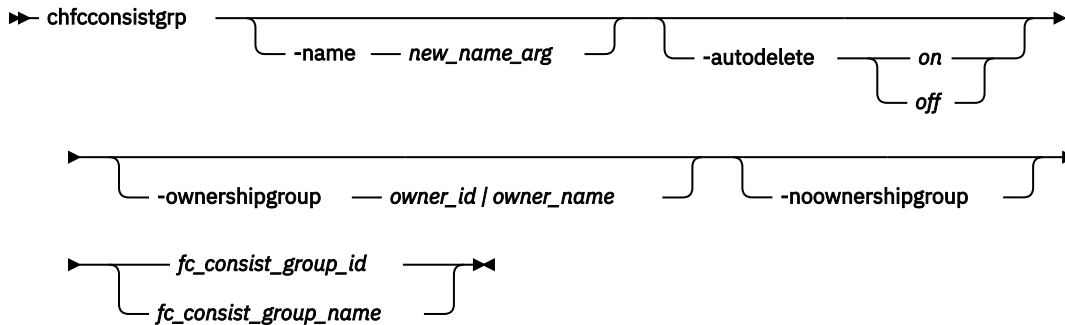 chfcconsistgrp
-name new_name_arg -autodelete on
off
-ownershipgroup owner_id / owner_name -noownershipgroup
fc_consist_group_id
fc_consist_group_name